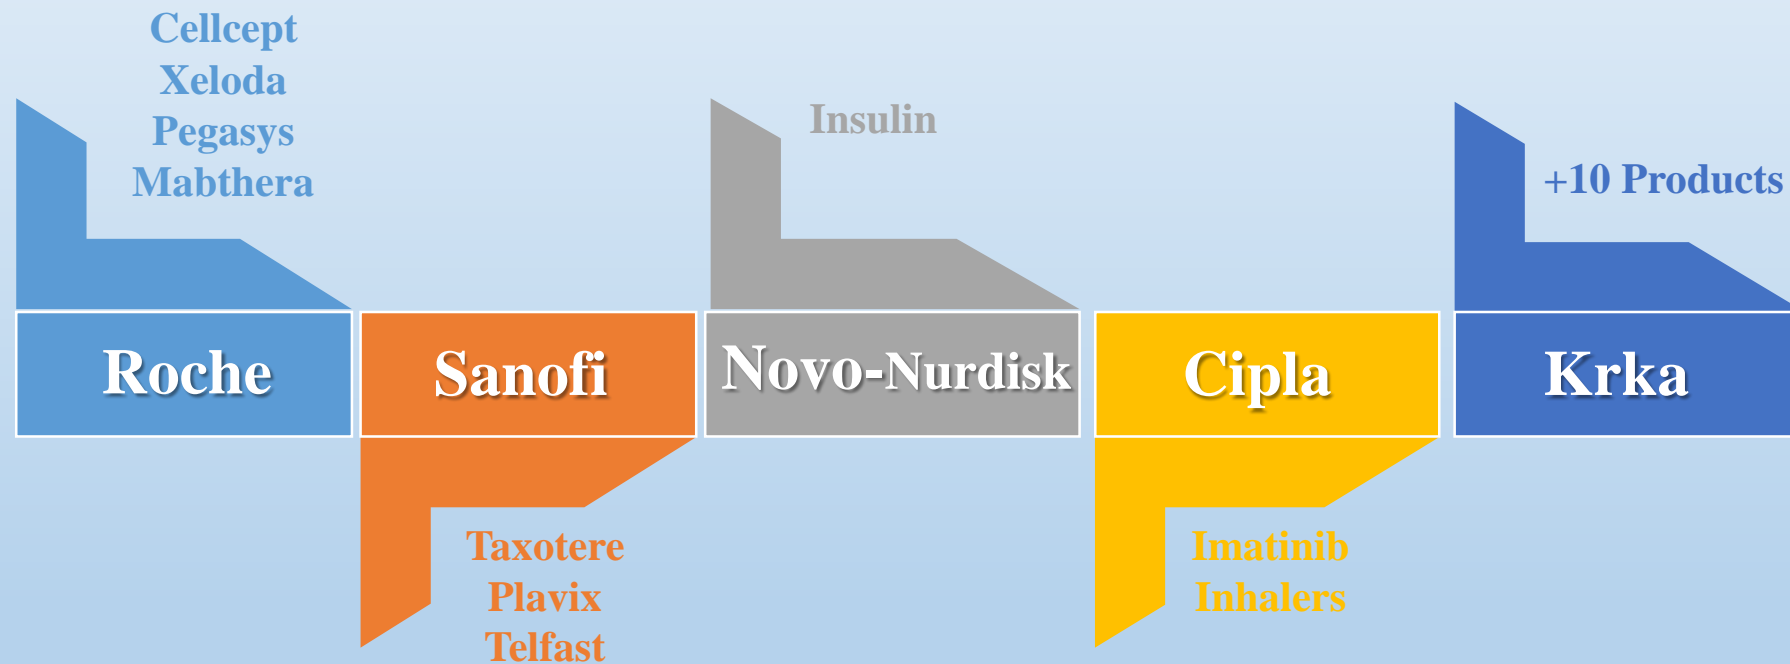 Cellcept
Xeloda
Pegasys
Mabthera
Insulin
+10 Products
Roche
Sanofi
Novo-Nurdisk
Cipla
Krka
Taxotere
Plavix
Telfast
Imatinib
Inhalers